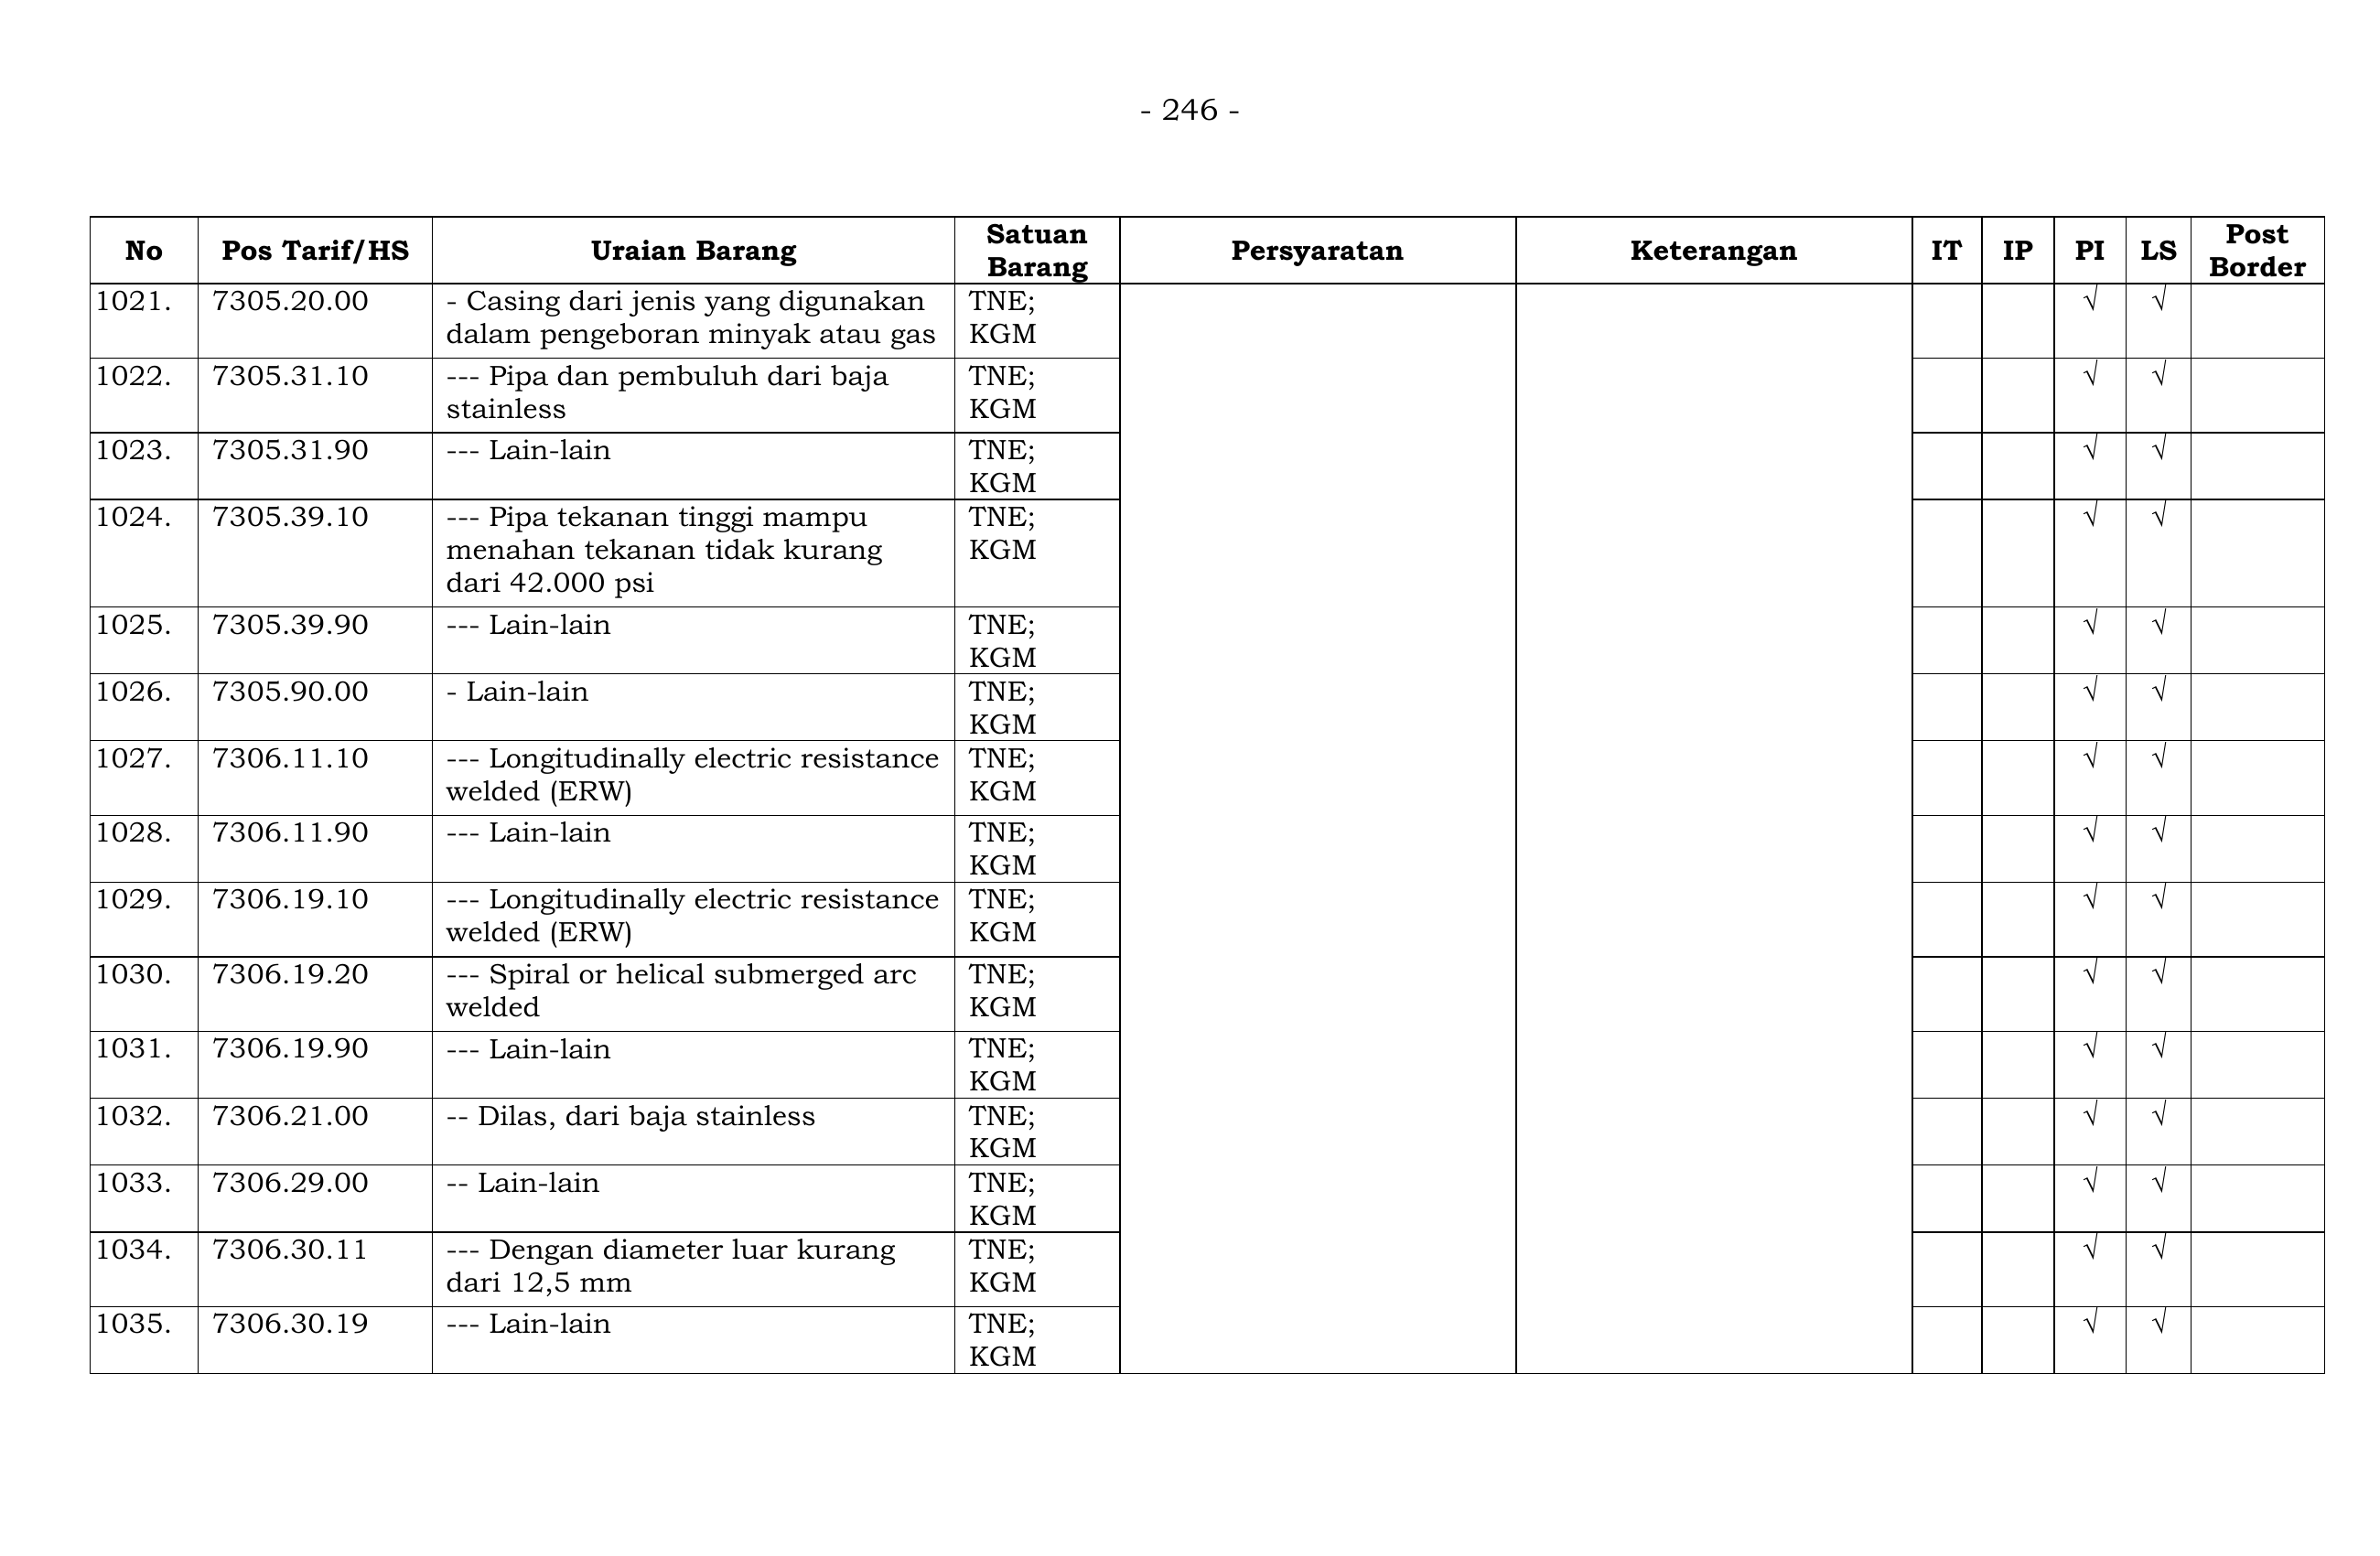 - 246 -
No Pos Tarif/HS Uraian Barang Satuan Barang Persyaratan Keterangan IT IP PI LS Post Border
1021. 7305.20.00 - Casing dari jenis yang digunakan TNE; √ √
dalam pengeboran minyak atau gas KGM
1022. 7305.31.10 --- Pipa dan pembuluh dari baja TNE; √ √
stainless KGM
1023. 7305.31.90 --- Lain-lain TNE; √ √
KGM
1024. 7305.39.10 --- Pipa tekanan tinggi mampu TNE; √ √
menahan tekanan tidak kurang KGM
dari 42.000 psi
1025. 7305.39.90 --- Lain-lain TNE; √ √
KGM
1026. 7305.90.00 - Lain-lain TNE; √ √
KGM
1027. 7306.11.10 --- Longitudinally electric resistance TNE; √ √
welded (ERW) KGM
1028. 7306.11.90 --- Lain-lain TNE; √ √
KGM
1029. 7306.19.10 --- Longitudinally electric resistance TNE; √ √
welded (ERW) KGM
1030. 7306.19.20 --- Spiral or helical submerged arc TNE; √ √
welded KGM
1031. 7306.19.90 --- Lain-lain TNE; √ √
KGM
1032. 7306.21.00 -- Dilas, dari baja stainless TNE; √ √
KGM
1033. 7306.29.00 -- Lain-lain TNE; √ √
KGM
1034. 7306.30.11 --- Dengan diameter luar kurang TNE; √ √
dari 12,5 mm KGM
1035. 7306.30.19 --- Lain-lain TNE; √ √
KGM